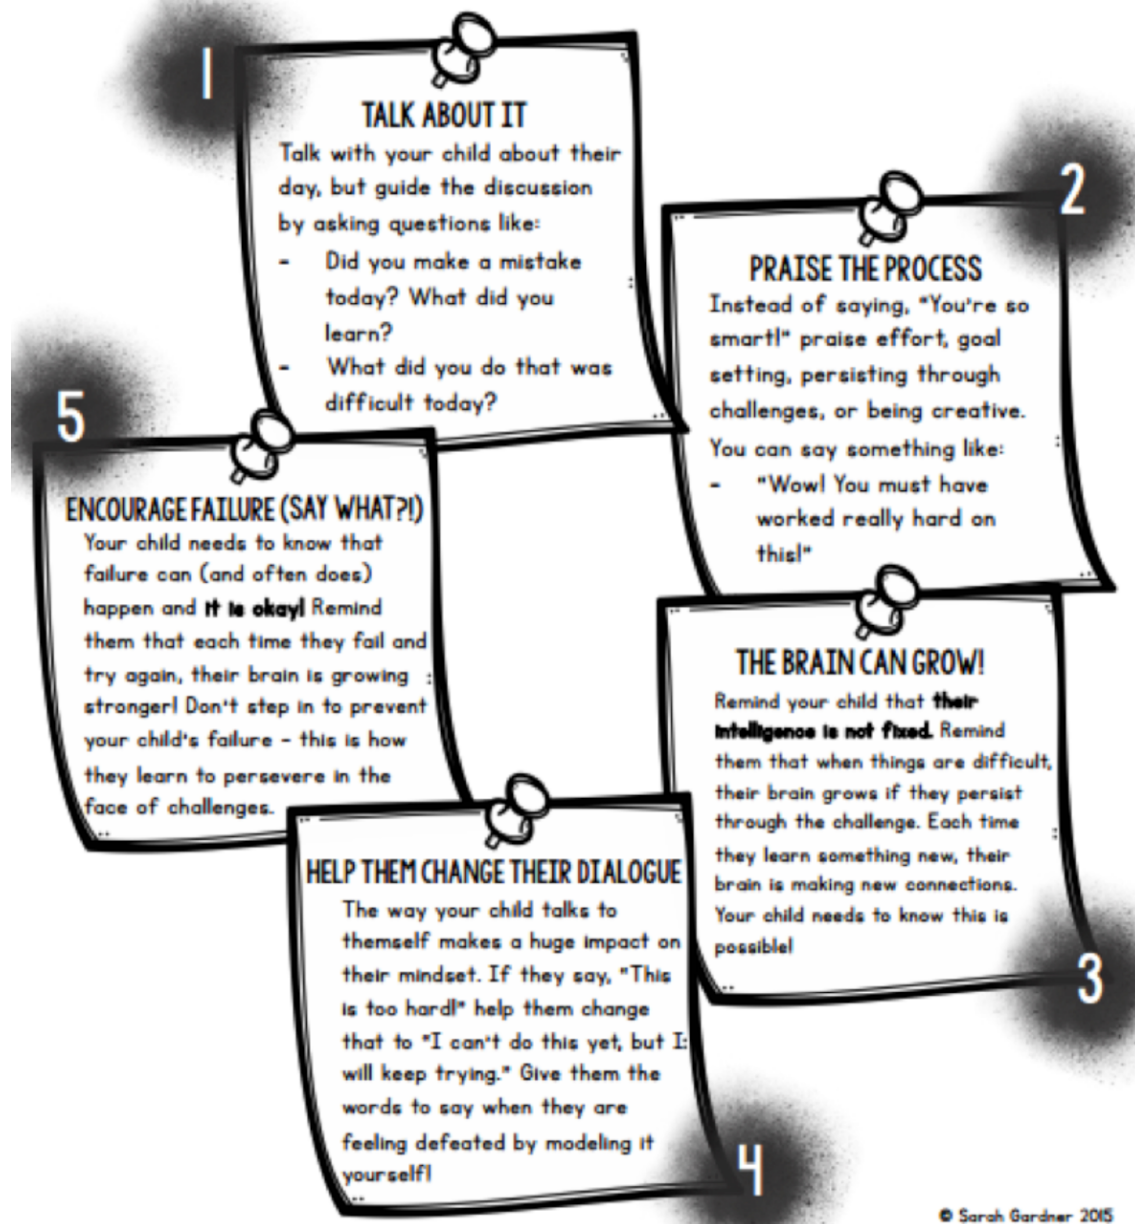 1
TALK ABOUT IT
Talk with your child about their
day, but guide the discussion
by asking questions like:
- Did you make a mistake
today? What did you
learn?
- What did you do that was
difficult today?
2
PRAISE THE PROCESS
Instead of saying, "You're so
smart!" praise effort, goal
setting, persisting through
challenges, or being creative.
You can say something like:
- "Wow! You must have
worked really hard on
this!"
3
THE BRAIN CAN GROW!
Remind your child that their
intelligence is not fixed. Remind
them that when things are difficult,
their brain grows if they persist
through the challenge. Each time
they learn something new, their
brain is making new connections.
Your child needs to know this is
possible!
4
HELP THEM CHANGE THEIR DIALOGUE
The way your child talks to
themself makes a huge impact on
their mindset. If they say, "This
is too hard!" help them change
that to "I can't do this yet, but I
will keep trying." Give them the
words to say when they are
feeling defeated by modeling it
yourself!
5
ENCOURAGE FAILURE (SAY WHAT?!)
Your child needs to know that
failure can (and often does)
happen and it is okay! Remind
them that each time they fail and
try again, their brain is growing
stronger! Don't step in to prevent
your child's failure - this is how
they learn to persevere in the
face of challenges.
© Sarah Gardner 2015